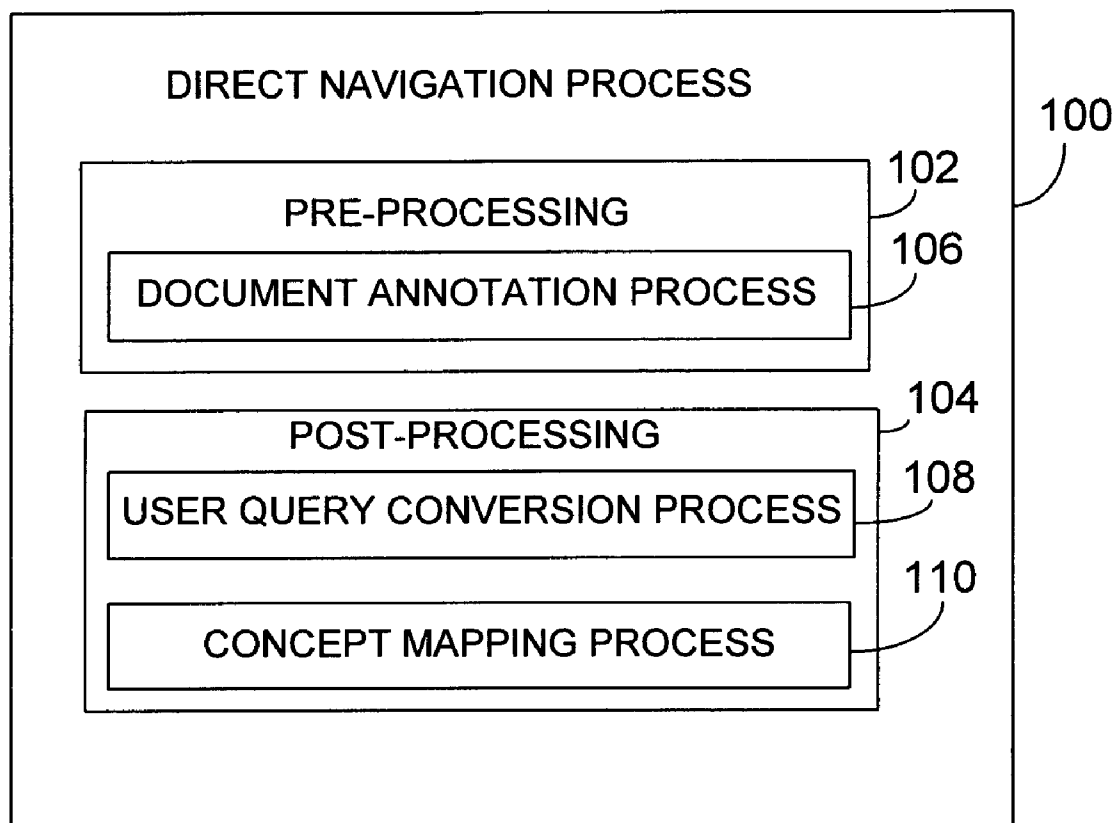 DIRECT NAVIGATION PROCESS
100
102
PRE-PROCESSING
106
DOCUMENT ANNOTATION PROCESS
104
POST-PROCESSING
108
USER QUERY CONVERSION PROCESS
110
CONCEPT MAPPING PROCESS